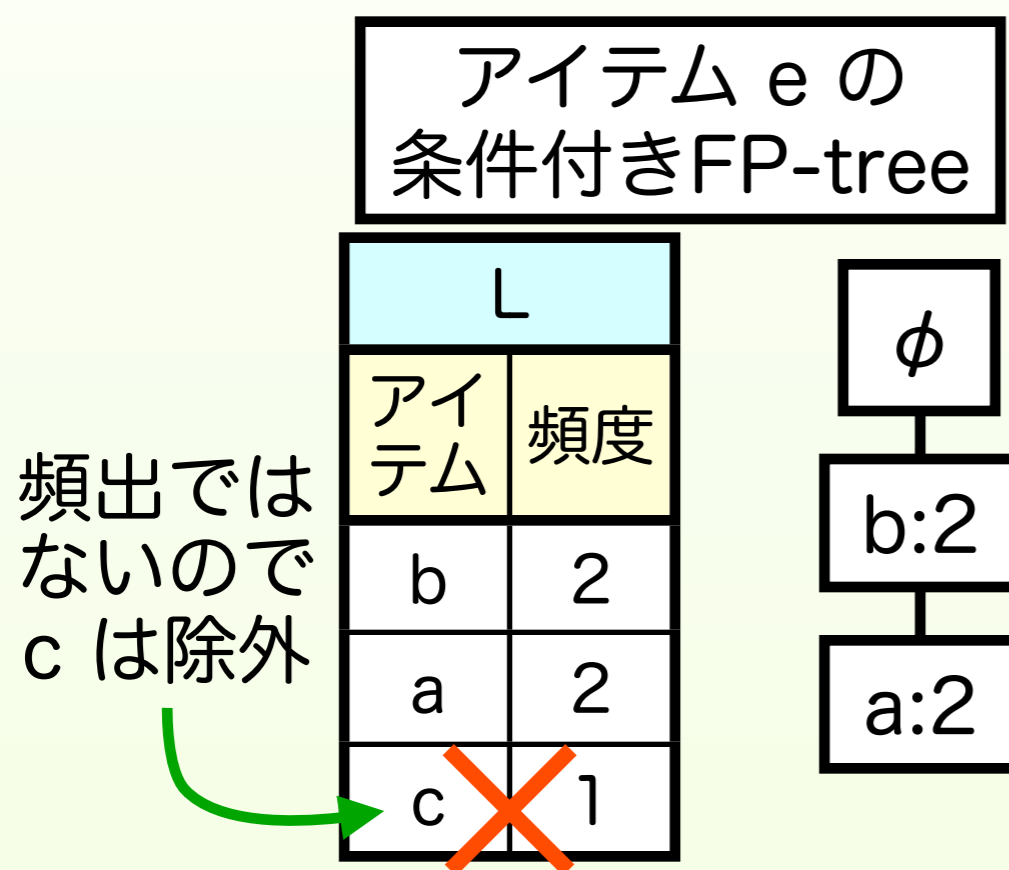 アイテム e の
条件付きFP-tree
L
アイ
テム
頻度
b 2
a 2
c 1
頻出では
ないので
c は除外
φ
b:2
a:2